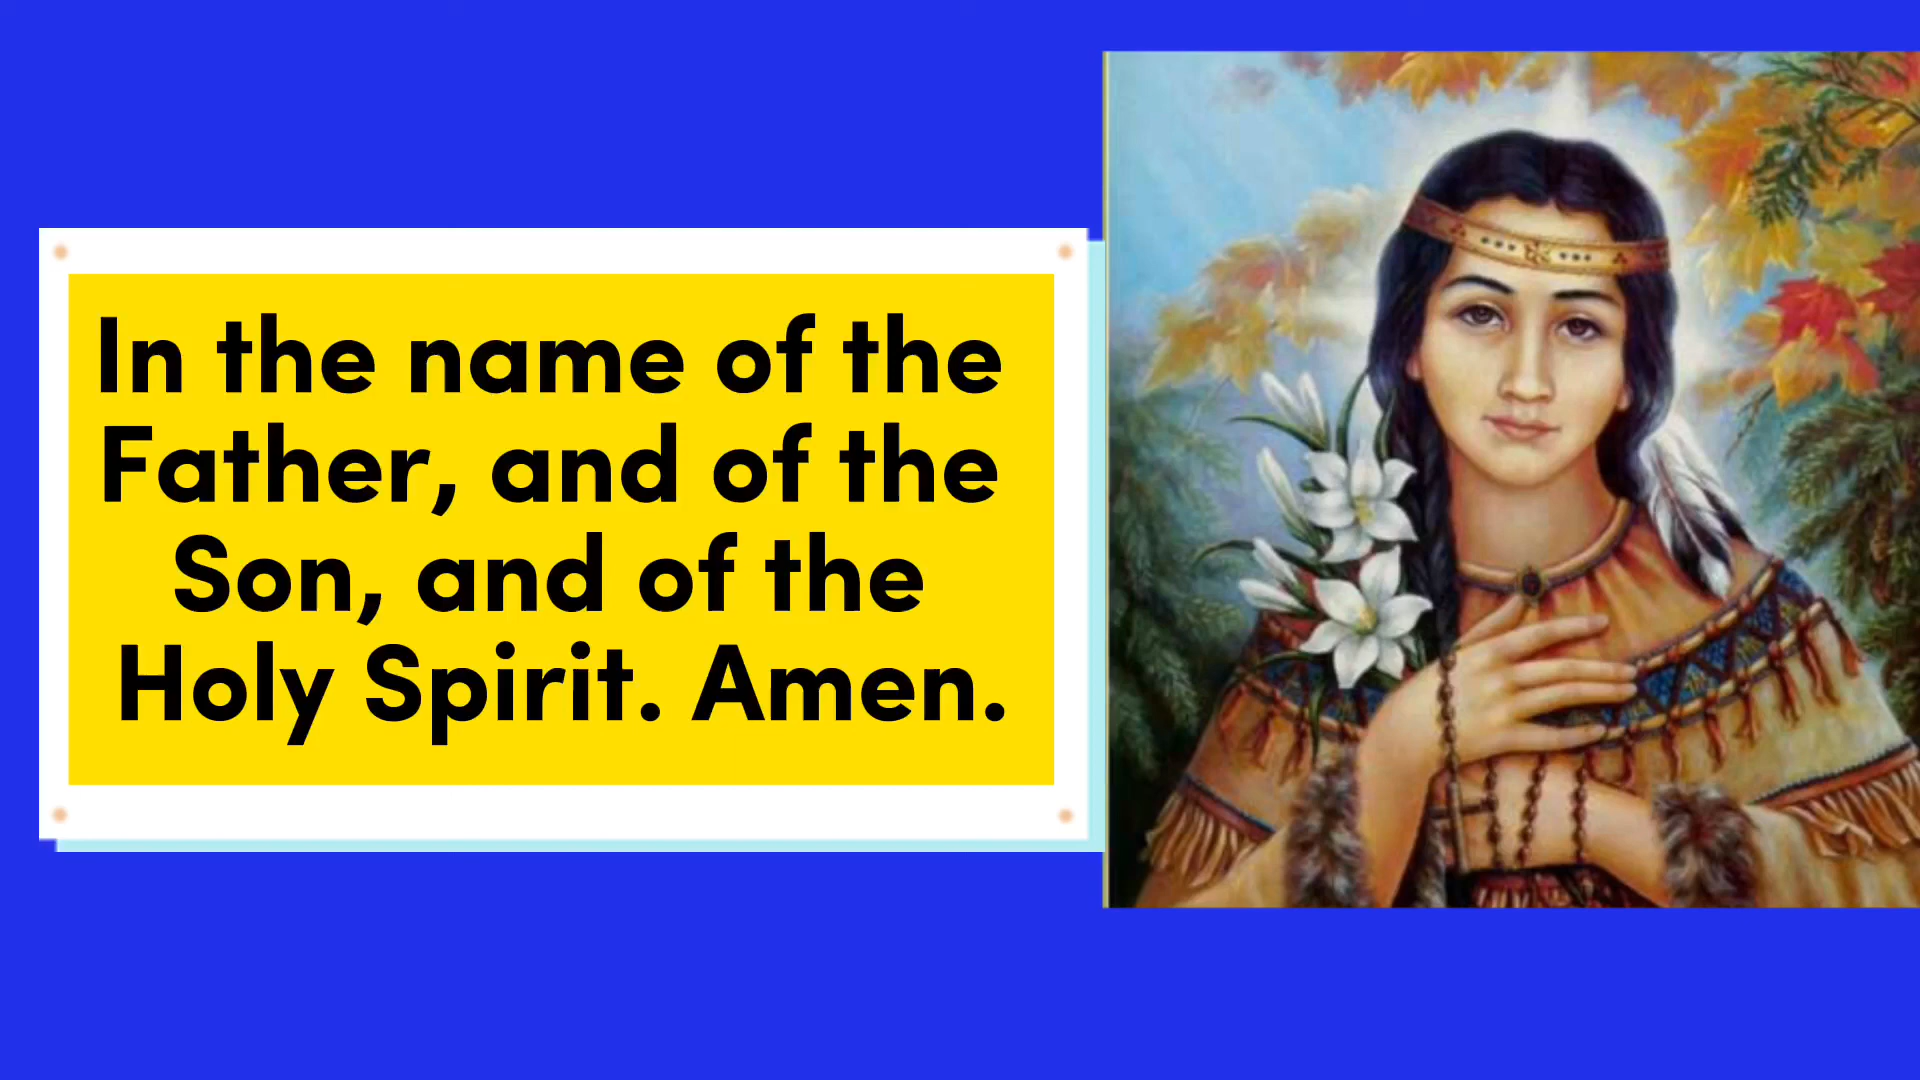 In the name of the
Father, and of the
Son, and of the
Holy Spirit. Amen.